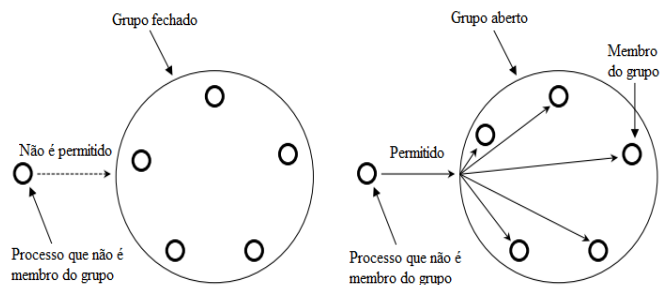 Grupo fechado
Não é permitido
Processo que não é
membro do grupo
Grupo aberto
Membro
do grupo
Permitido
Processo que não é
membro do grupo